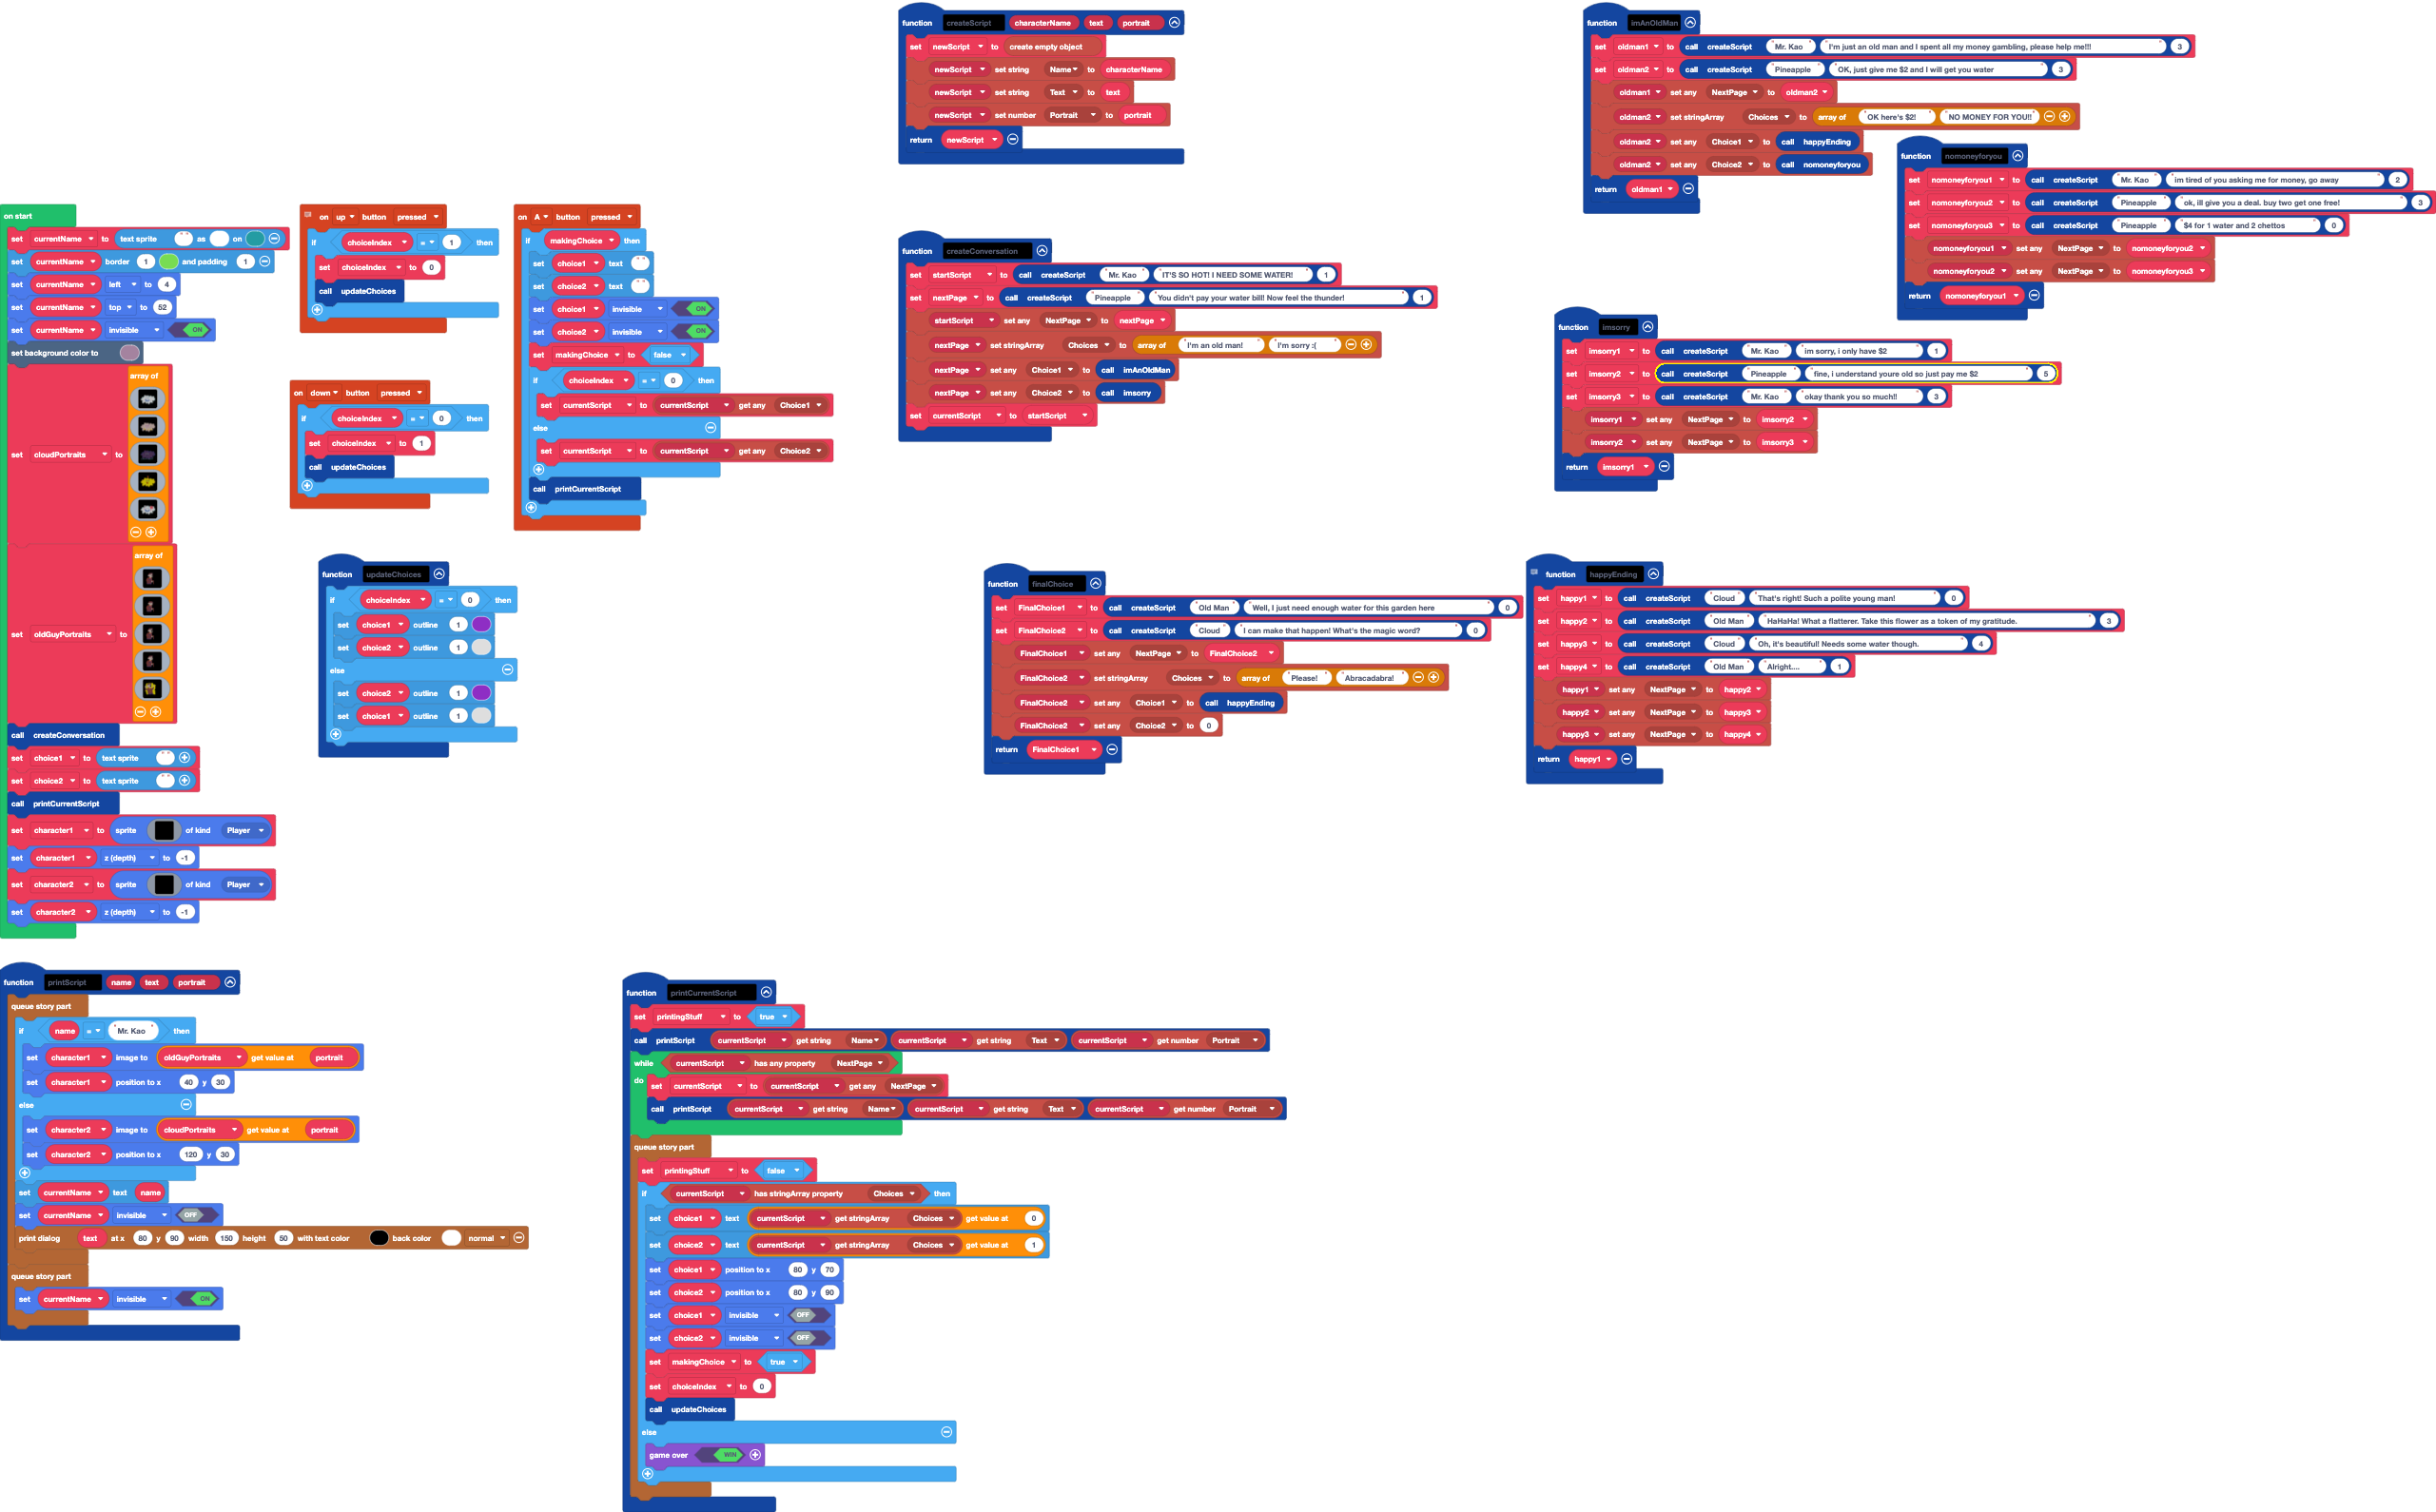 function createScript characterName text portrait
set newScript to create empty object
newScript set string Name to characterName
newScript set string Text to text
newScript set number Portrait to portrait
return newScript
function imAnOldMan
set oldman1 to call createScript "Mr. Kao" "I'm just an old man and I spent all my money gambling, please help me!!!" 3
set oldman2 to call createScript "Pineapple" "OK, just give me $2 and I will get you water" 3
oldman1 set any NextPage to oldman2
oldman2 set stringArray Choices to array of "OK here's $2!" "NO MONEY FOR YOU!!"
oldman2 set any Choice1 to call happyEnding
oldman2 set any Choice2 to call nomoneyforyou
return oldman1
function nomoneyforyou
set nomoneyforyou1 to call createScript "Mr. Kao" "im tired of you asking me for money, go away" 2
set nomoneyforyou2 to call createScript "Pineapple" "ok, ill give you a deal. buy two get one free!" 3
set nomoneyforyou3 to call createScript "Pineapple" "$4 for 1 water and 2 chettos" 0
nomoneyforyou1 set any NextPage to nomoneyforyou2
nomoneyforyou2 set any NextPage to nomoneyforyou3
return nomoneyforyou1
on start
set currentName to text sprite "" as on
set currentName border 1 and padding 1
set currentName left to 4
set currentName top to 52
set currentName invisible ON
set background color to
set cloudPortraits to array of
set oldGuyPortraits to array of
call createConversation
set choice1 to text sprite ""
set choice2 to text sprite ""
call printCurrentScript
set character1 to sprite of kind Player
set character1 z (depth) to -1
set character2 to sprite of kind Player
set character2 z (depth) to -1
on up button pressed
if choiceIndex = 1 then
set choiceIndex to 0
call updateChoices
on down button pressed
if choiceIndex = 0 then
set choiceIndex to 1
call updateChoices
on A button pressed
if makingChoice then
set choice1 text ""
set choice2 text ""
set choice1 invisible ON
set choice2 invisible ON
set makingChoice to false
if choiceIndex = 0 then
set currentScript to currentScript get any Choice1
else
set currentScript to currentScript get any Choice2
call printCurrentScript
function createConversation
set startScript to call createScript "Mr. Kao" "IT'S SO HOT! I NEED SOME WATER!" 1
set nextPage to call createScript "Pineapple" "You didn't pay your water bill! Now feel the thunder!" 1
startScript set any NextPage to nextPage
nextPage set stringArray Choices to array of "I'm an old man!" "I'm sorry :("
nextPage set any Choice1 to call imAnOldMan
nextPage set any Choice2 to call imsorry
set currentScript to startScript
function imsorry
set imsorry1 to call createScript "Mr. Kao" "im sorry, i only have $2" 1
set imsorry2 to call createScript "Pineapple" "fine, i understand youre old so just pay me $2" 5
set imsorry3 to call createScript "Mr. Kao" "okay thank you so much!!" 3
imsorry1 set any NextPage to imsorry2
imsorry2 set any NextPage to imsorry3
return imsorry1
function updateChoices
if choiceIndex = 0 then
set choice1 outline 1
set choice2 outline 1
else
set choice2 outline 1
set choice1 outline 1
function finalChoice
set FinalChoice1 to call createScript "Old Man" "Well, I just need enough water for this garden here" 0
set FinalChoice2 to call createScript "Cloud" "I can make that happen! What's the magic word?" 0
FinalChoice1 set any NextPage to FinalChoice2
FinalChoice2 set stringArray Choices to array of "Please!" "Abracadabra!"
FinalChoice2 set any Choice1 to call happyEnding
FinalChoice2 set any Choice2 to 0
return FinalChoice1
function happyEnding
set happy1 to call createScript "Cloud" "That's right! Such a polite young man!" 0
set happy2 to call createScript "Old Man" "HaHaHa! What a flatterer. Take this flower as a token of my gratitude." 3
set happy3 to call createScript "Cloud" "Oh, it's beautiful! Needs some water though." 4
set happy4 to call createScript "Old Man" "Alright...." 1
happy1 set any NextPage to happy2
happy2 set any NextPage to happy3
happy3 set any NextPage to happy4
return happy1
function printScript name text portrait
queue story part
if name = "Mr. Kao" then
set character1 image to oldGuyPortraits get value at portrait
set character1 position to x 40 y 30
else
set character2 image to cloudPortraits get value at portrait
set character2 position to x 120 y 30
set currentName text name
set currentName invisible OFF
print dialog text at x 80 y 90 width 150 height 50 with text color back color normal
queue story part
set currentName invisible ON
function printCurrentScript
set printingStuff to true
call printScript currentScript get string Name currentScript get string Text currentScript get number Portrait
while currentScript has any property NextPage
do set currentScript to currentScript get any NextPage
call printScript currentScript get string Name currentScript get string Text currentScript get number Portrait
queue story part
set printingStuff to false
if currentScript has stringArray property Choices then
set choice1 text currentScript get stringArray Choices get value at 0
set choice2 text currentScript get stringArray Choices get value at 1
set choice1 position to x 80 y 70
set choice2 position to x 80 y 90
set choice1 invisible OFF
set choice2 invisible OFF
set makingChoice to true
set choiceIndex to 0
call updateChoices
else
game over WIN